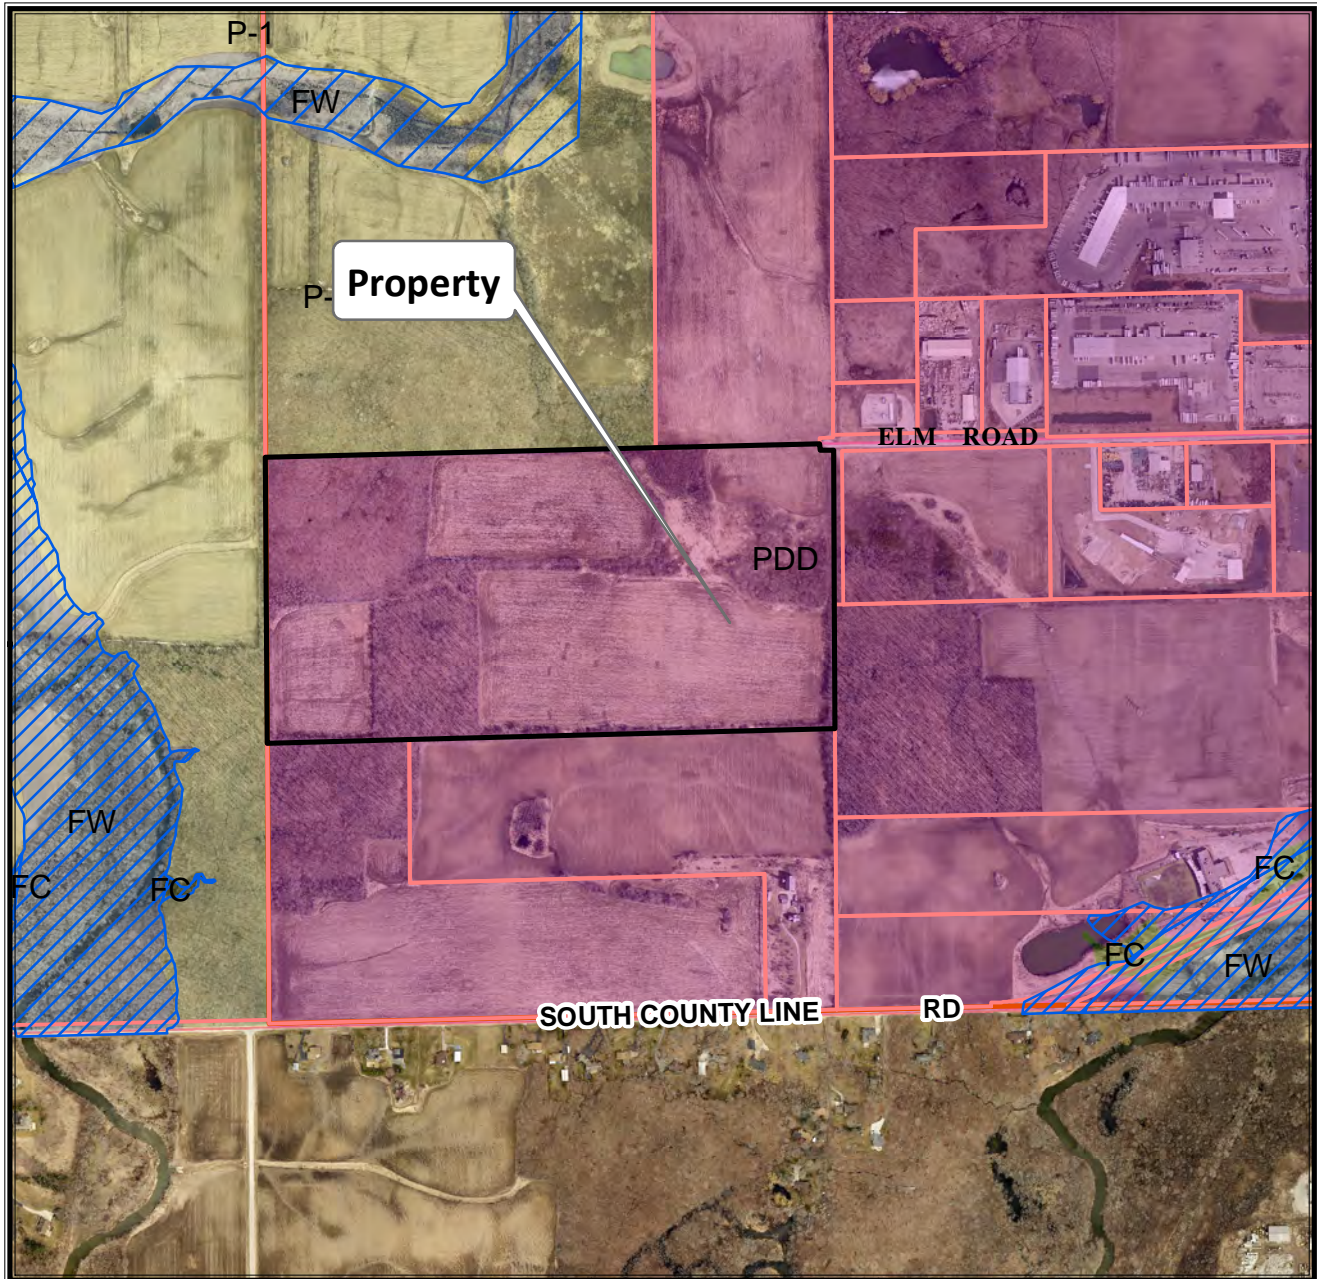 P-1
FW
Property
P-
ELM ROAD
PDD
FW
FC
FC
FC
FC
FW
SOUTH COUNTY LINE RD